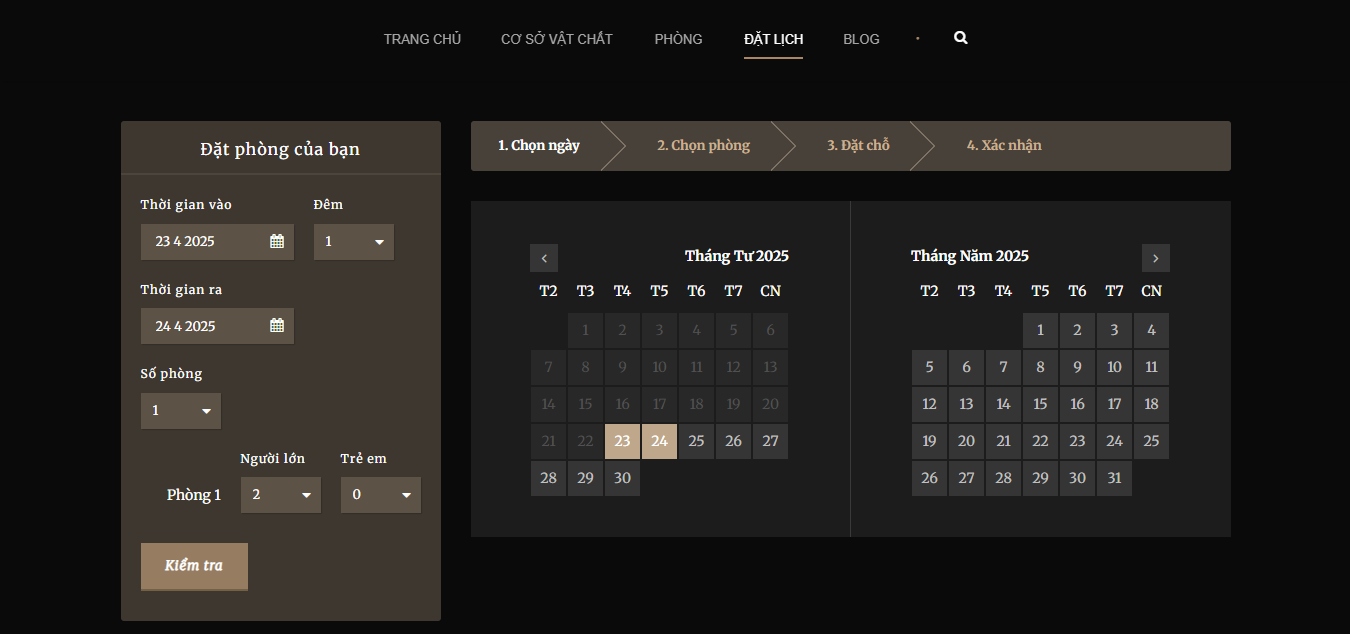 TRANG CHỦ CƠ SỞ VẬT CHẤT PHÒNG ĐẶT LỊCH BLOG
Đặt phòng của bạn
Thời gian vào Đêm
23 4 2025 1
Thời gian ra
24 4 2025
Số phòng
1
Người lớn Trẻ em
Phòng 1 2 0
Kiểm tra
1. Chọn ngày 2. Chọn phòng 3. Đặt chỗ 4. Xác nhận
Tháng Tư 2025
T2 T3 T4 T5 T6 T7 CN
1 2 3 4 5 6
7 8 9 10 11 12 13
14 15 16 17 18 19 20
21 22 23 24 25 26 27
28 29 30
Tháng Năm 2025
T2 T3 T4 T5 T6 T7 CN
1 2 3 4
5 6 7 8 9 10 11
12 13 14 15 16 17 18
19 20 21 22 23 24 25
26 27 28 29 30 31